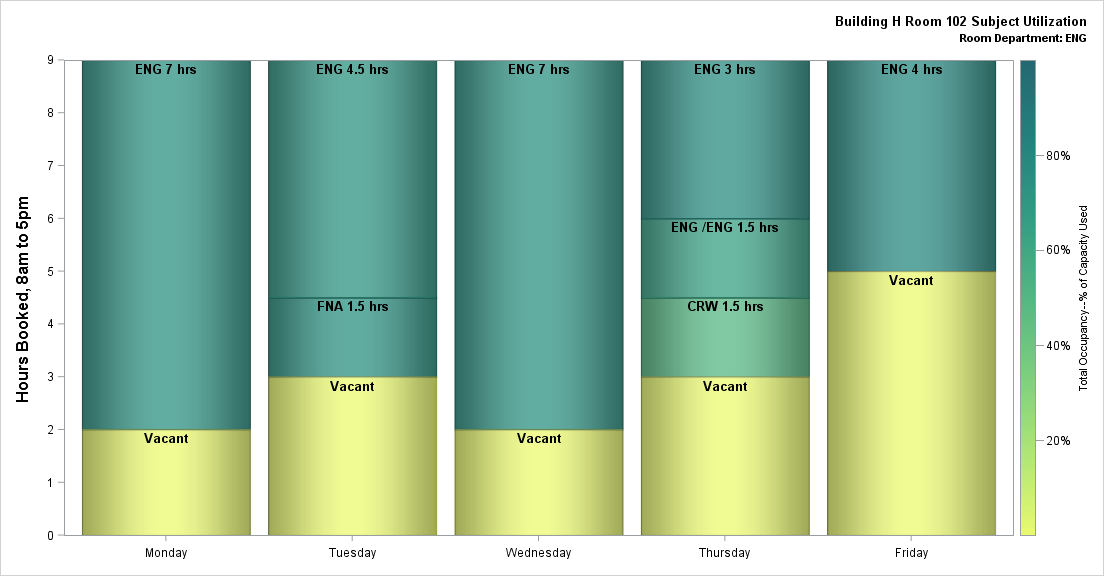 Building H Room 102 Subject Utilization
Room Department: ENG
Hours Booked, 8am to 5pm
9
8
7
6
5
4
3
2
1
0
ENG 7 hrs
Vacant
ENG 4.5 hrs
FNA 1.5 hrs
Vacant
ENG 7 hrs
Vacant
ENG 3 hrs
ENG /ENG 1.5 hrs
CRW 1.5 hrs
Vacant
ENG 4 hrs
Vacant
Monday
Tuesday
Wednesday
Thursday
Friday
80%
60%
40%
20%
Total Occupancy--% of Capacity Used